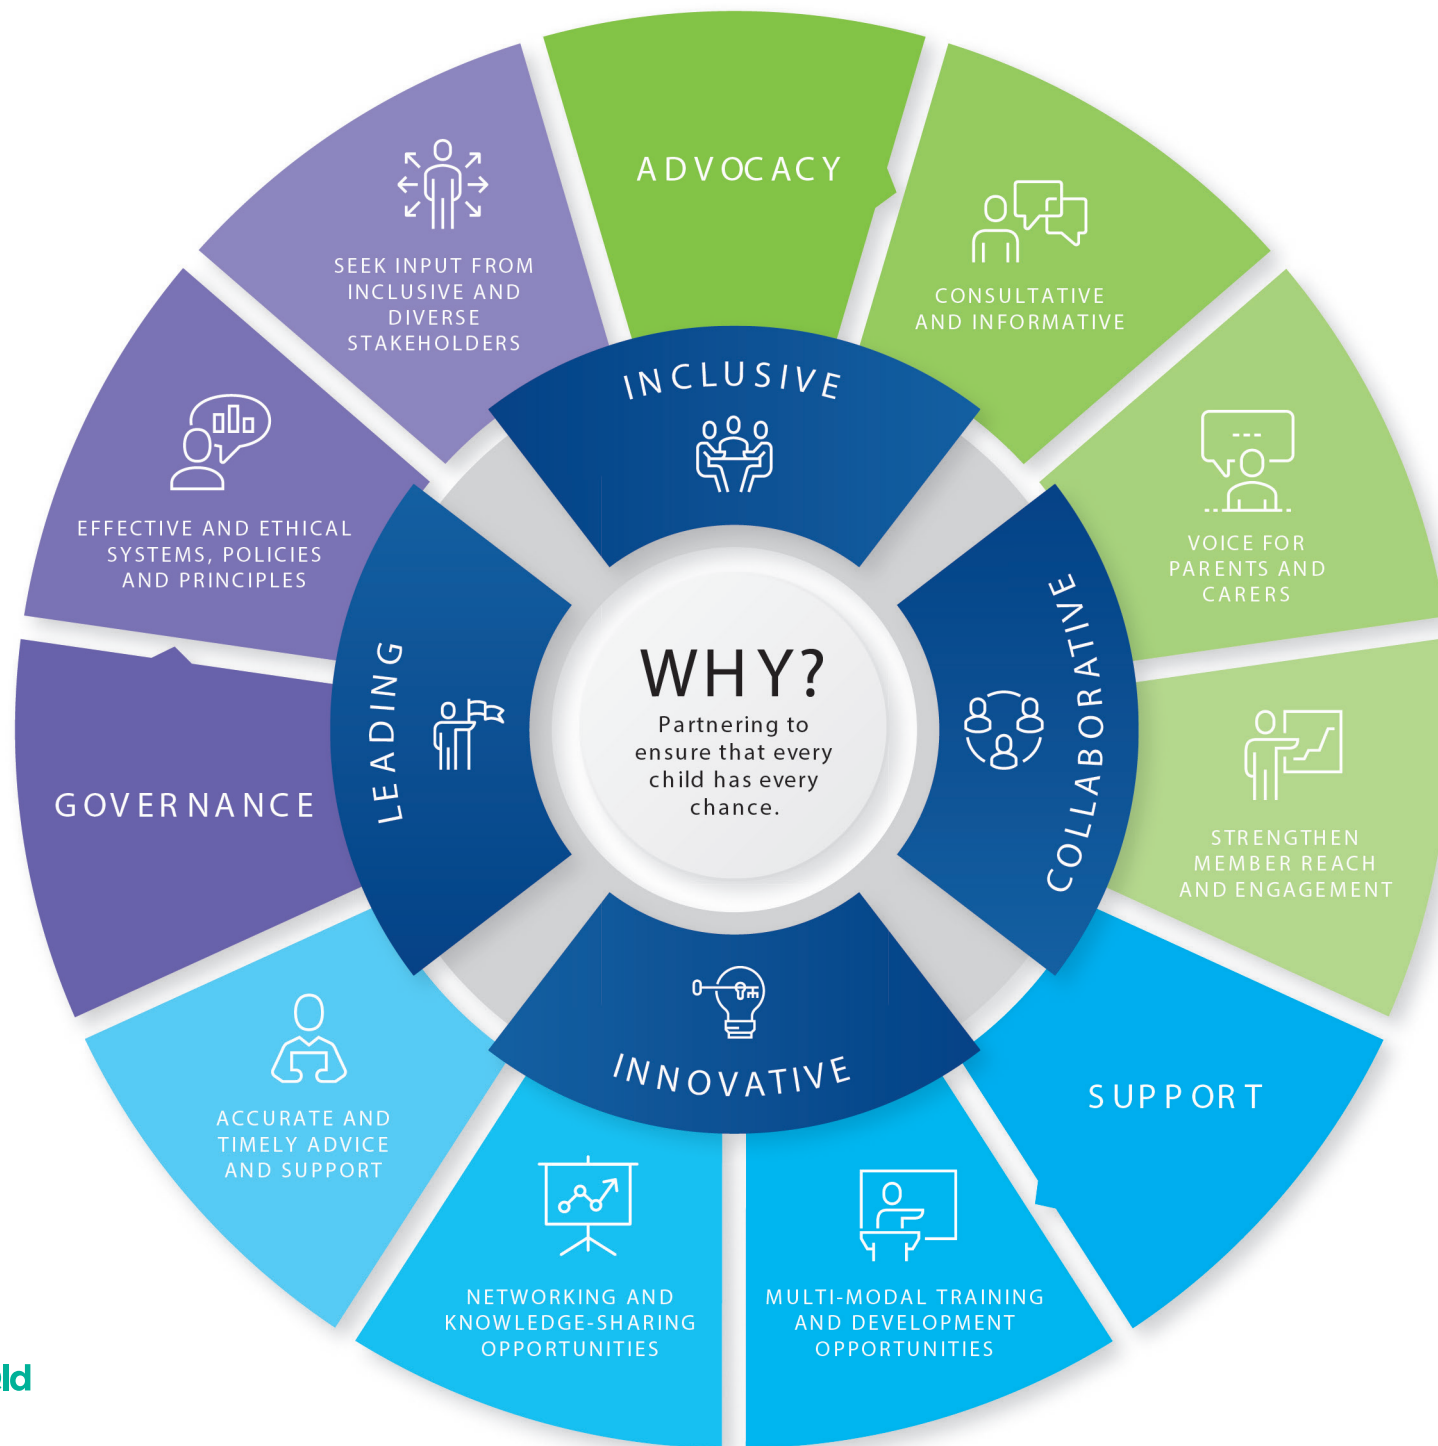 ADVOCACY
CONSULTATIVE
AND INFORMATIVE
VOICE FOR
PARENTS AND
CARERS
STRENGTHEN
MEMBER REACH
AND ENGAGEMENT
SUPPORT
MULTI-MODAL TRAINING
AND DEVELOPMENT
OPPORTUNITIES
NETWORKING AND
KNOWLEDGE-SHARING
OPPORTUNITIES
ACCURATE AND
TIMELY ADVICE
AND SUPPORT
GOVERNANCE
EFFECTIVE AND ETHICAL
SYSTEMS, POLICIES
AND PRINCIPLES
SEEK INPUT FROM
INCLUSIVE AND
DIVERSE
STAKEHOLDERS
INCLUSIVE
COLLABORATIVE
INNOVATIVE
LEADING
WHY?
Partnering to
ensure that every
child has every
chance.